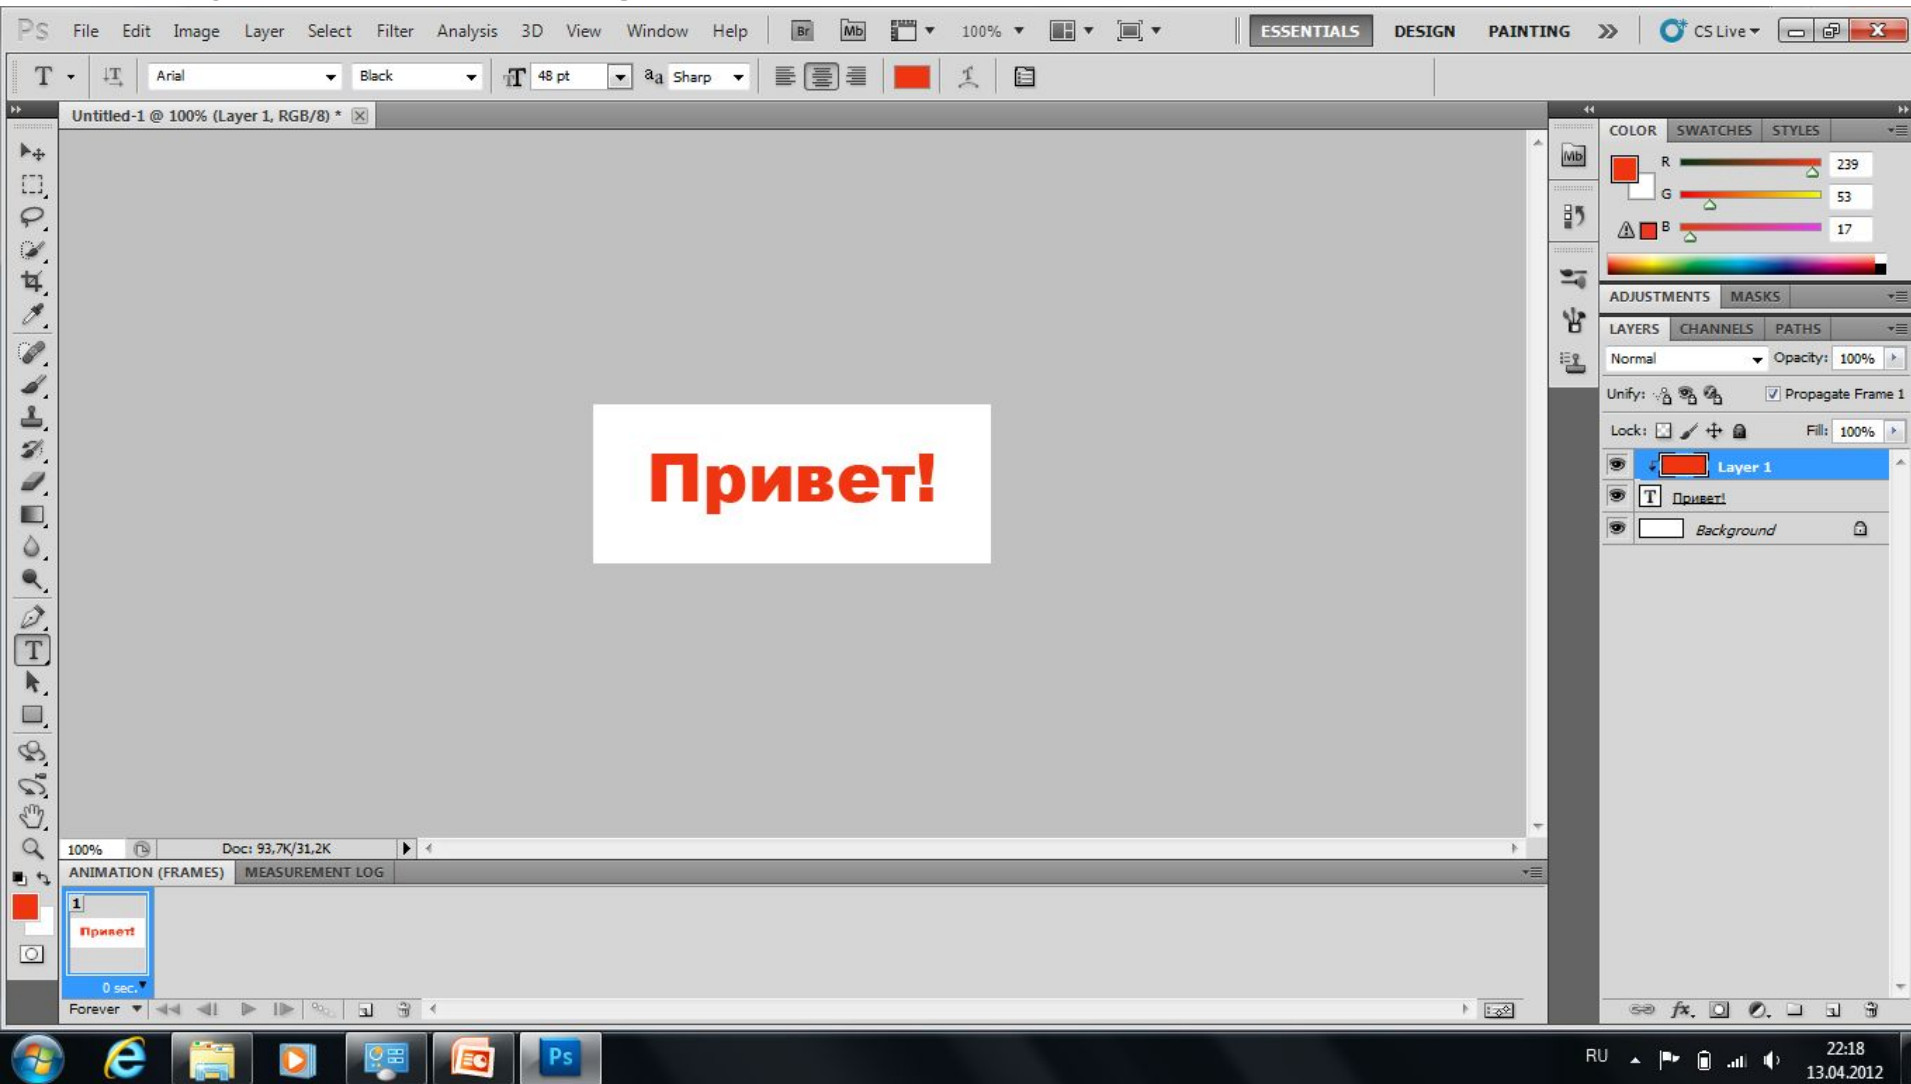 Ps File Edit Image Layer Select Filter Analysis 3D View Window Help Br Mb 100% ESSENTIALS DESIGN PAINTING CS Live
T Arial Black 48 pt aa Sharp
Untitled-1 @ 100% (Layer 1, RGB/8) *
COLOR SWATCHES STYLES
Mb
R 239
G 53
B 17
ADJUSTMENTS MASKS
LAYERS CHANNELS PATHS
Normal Opacity: 100%
Unify: Propagate Frame 1
Lock: Fill: 100%
Layer 1
T Привет!
Background
Привет!
100% Doc: 93,7K/31,2K
ANIMATION (FRAMES) MEASUREMENT LOG
1
Привет!
0 sec.
Forever
fx.
Ps
RU
22:18
13.04.2012